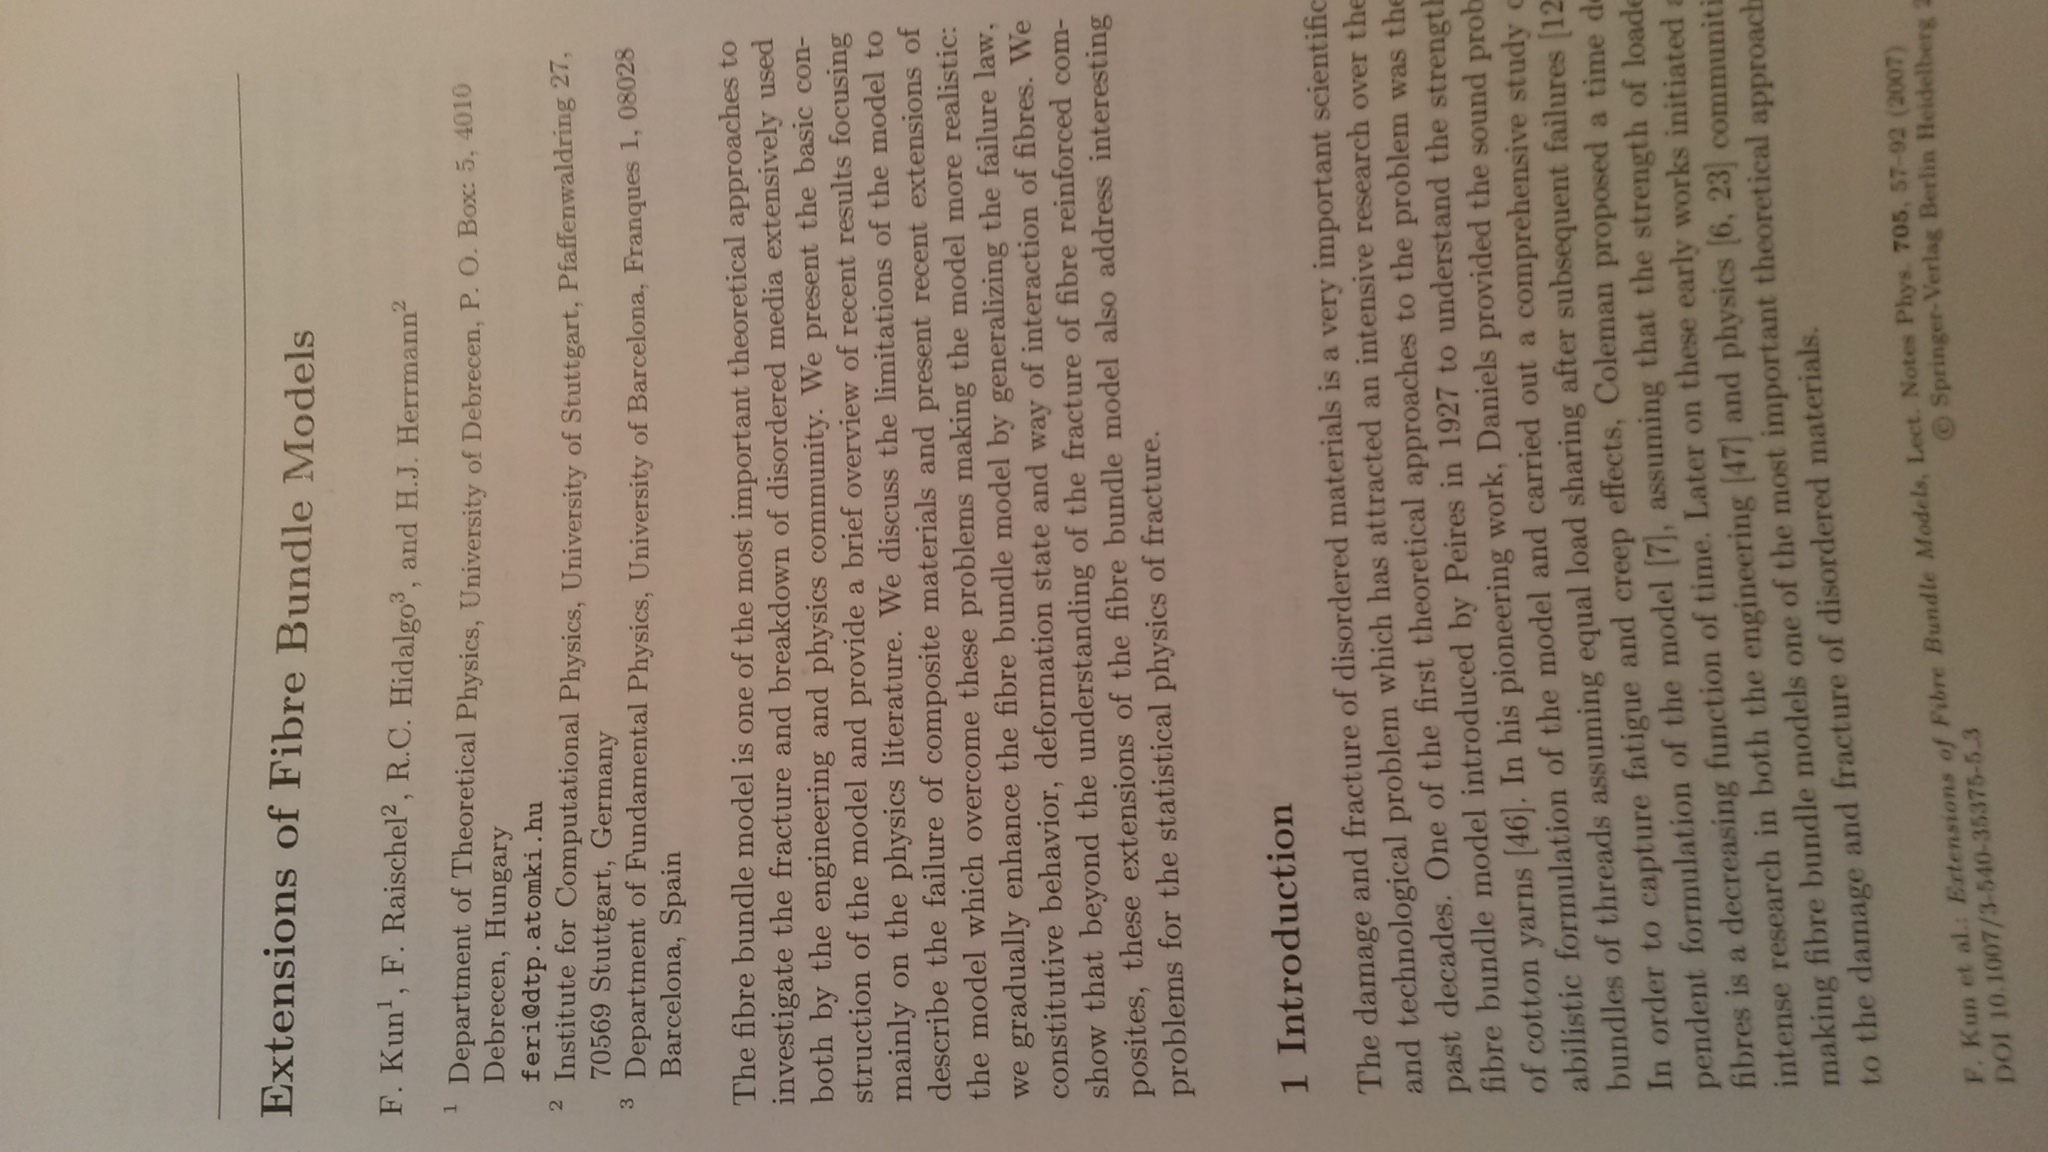 Extensions of Fibre Bundle Models
F. Kun¹, F. Raischel², R.C. Hidalgo³, and H.J. Herrmann²
¹ Department of Theoretical Physics, University of Debrecen, P. O. Box: 5, 4010
Debrecen, Hungary
feri@dtp.atomki.hu
² Institute for Computational Physics, University of Stuttgart, Pfaffenwaldring 27,
70569 Stuttgart, Germany
³ Department of Fundamental Physics, University of Barcelona, Franques 1, 08028
Barcelona, Spain
The fibre bundle model is one of the most important theoretical approaches to
investigate the fracture and breakdown of disordered media extensively used
both by the engineering and physics community. We present the basic con-
struction of the model and provide a brief overview of recent results focusing
mainly on the physics literature. We discuss the limitations of the model to
describe the failure of composite materials and present recent extensions of
the model which overcome these problems making the model more realistic:
we gradually enhance the fibre bundle model by generalizing the failure law,
constitutive behavior, deformation state and way of interaction of fibres. We
show that beyond the understanding of the fracture of fibre reinforced com-
posites, these extensions of the fibre bundle model also address interesting
problems for the statistical physics of fracture.
1 Introduction
The damage and fracture of disordered materials is a very important scientific
and technological problem which has attracted an intensive research over the
past decades. One of the first theoretical approaches to the problem was the
fibre bundle model introduced by Peires in 1927 to understand the strength
of cotton yarns [46]. In his pioneering work, Daniels provided the sound prob
abilistic formulation of the model and carried out a comprehensive study
bundles of threads assuming equal load sharing after subsequent failures [12
In order to capture fatigue and creep effects, Coleman proposed a time d
pendent formulation of the model [7], assuming that the strength of loade
fibres is a decreasing function of time. Later on these early works initiated a
intense research in both the engineering [47] and physics [6, 23] communiti
making fibre bundle models one of the most important theoretical approach
to the damage and fracture of disordered materials.
F. Kun et al.: Extensions of Fibre Bundle Models, Lect. Notes Phys. 705, 57–92 (2007)
DOI 10.1007/3-540-35375-5_3
© Springer-Verlag Berlin Heidelberg 2